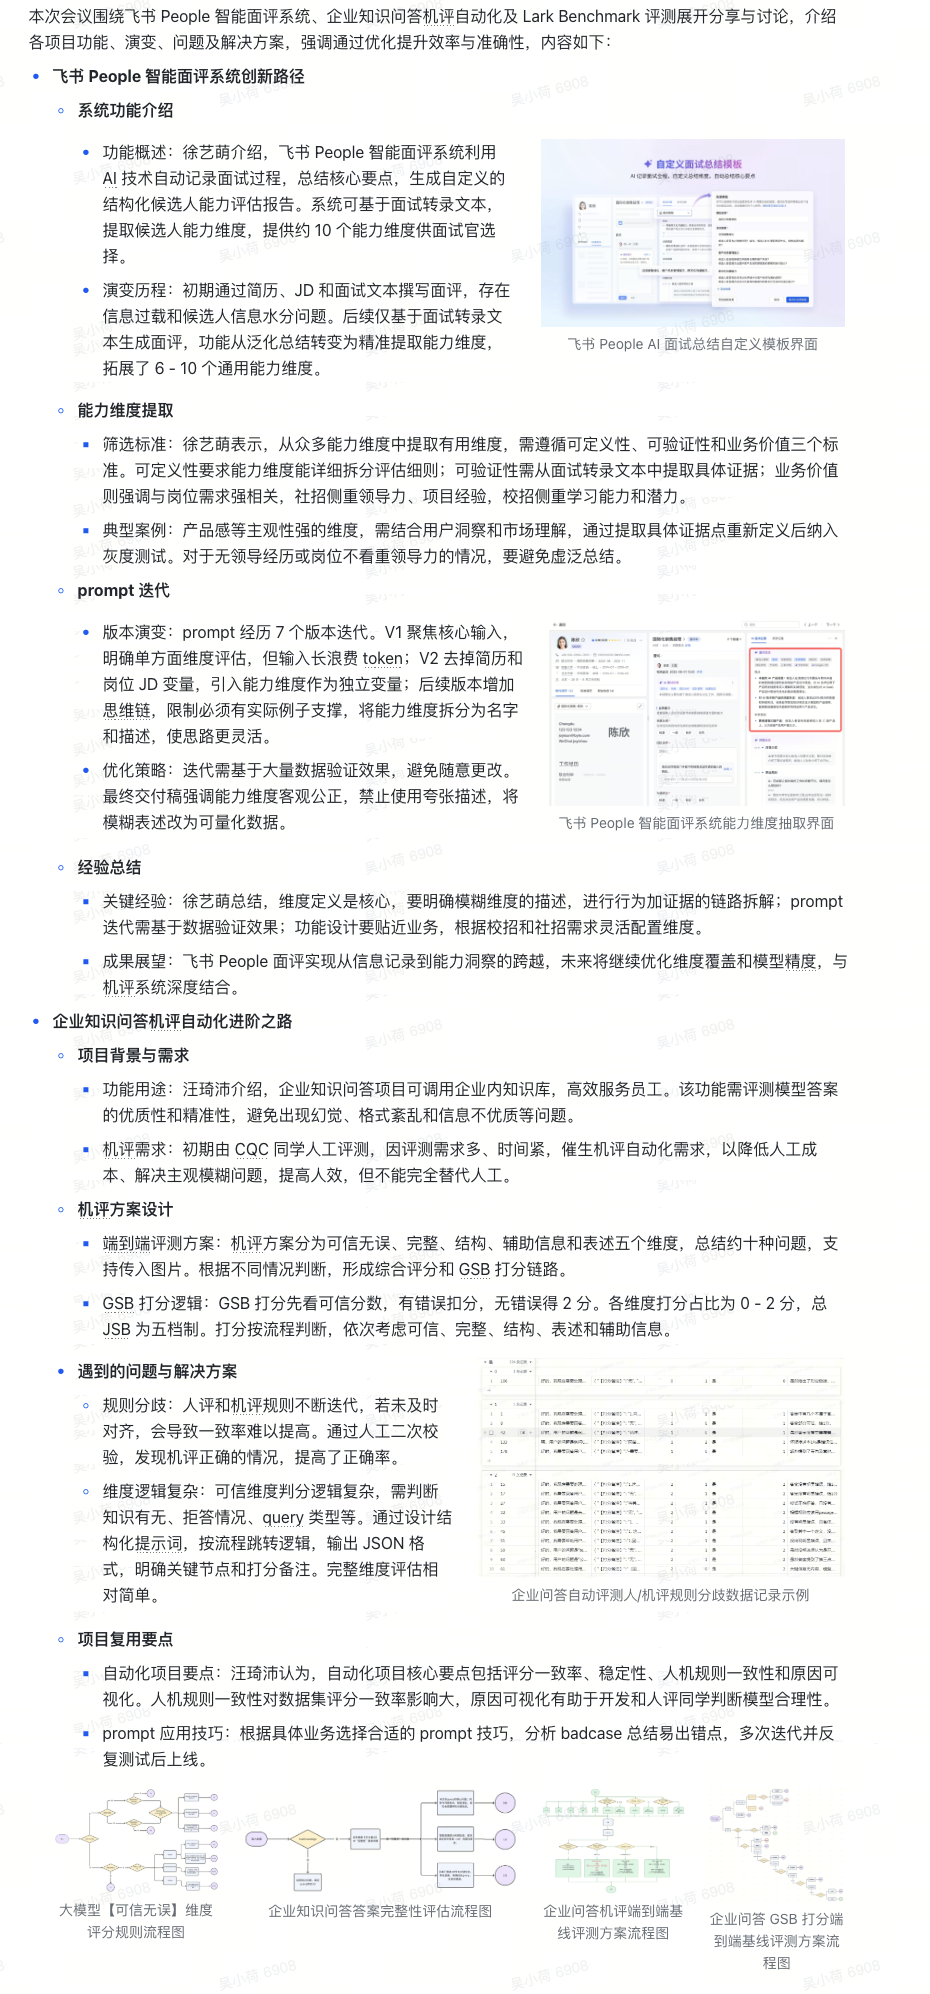 本次会议围绕飞书 People 智能面评系统、企业知识问答机评自动化及 Lark Benchmark 评测展开分享与讨论，介绍
各项目功能、演变、问题及解决方案，强调通过优化提升效率与准确性，内容如下：
飞书 People 智能面评系统创新路径
系统功能介绍
功能概述：徐艺萌介绍，飞书 People 智能面评系统利用
AI 技术自动记录面试过程，总结核心要点，生成自定义的
结构化候选人能力评估报告。系统可基于面试转录文本，
提取候选人能力维度，提供约 10 个能力维度供面试官选
择。
演变历程：初期通过简历、JD 和面试文本撰写面评，存在
信息过载和候选人信息水分问题。后续仅基于面试转录文
本生成面评，功能从泛化总结转变为精准提取能力维度，
拓展了 6 - 10 个通用能力维度。
自定义面试总结模板
AI 记录面试全程，自定义总结维度，自动总结核心要点
飞书 People AI 面试总结自定义模板界面
能力维度提取
筛选标准：徐艺萌表示，从众多能力维度中提取有用维度，需遵循可定义性、可验证性和业务价值三个标
准。可定义性要求能力维度能详细拆分评估细则；可验证性需从面试转录文本中提取具体证据；业务价值
则强调与岗位需求强相关，社招侧重领导力、项目经验，校招侧重学习能力和潜力。
典型案例：产品感等主观性强的维度，需结合用户洞察和市场理解，通过提取具体证据点重新定义后纳入
灰度测试。对于无领导经历或岗位不看重领导力的情况，要避免虚泛总结。
prompt 迭代
版本演变：prompt 经历 7 个版本迭代。V1 聚焦核心输入，
明确单方面维度评估，但输入长浪费 token；V2 去掉简历和
岗位 JD 变量，引入能力维度作为独立变量；后续版本增加
思维链，限制必须有实际例子支撑，将能力维度拆分为名字
和描述，使思路更灵活。
优化策略：迭代需基于大量数据验证效果，避免随意更改。
最终交付稿强调能力维度客观公正，禁止使用夸张描述，将
模糊表述改为可量化数据。
陈欣
飞书 People 智能面评系统能力维度抽取界面
经验总结
关键经验：徐艺萌总结，维度定义是核心，要明确模糊维度的描述，进行行为加证据的链路拆解；prompt
迭代需基于数据验证效果；功能设计要贴近业务，根据校招和社招需求灵活配置维度。
成果展望：飞书 People 面评实现从信息记录到能力洞察的跨越，未来将继续优化维度覆盖和模型精度，与
机评系统深度结合。
企业知识问答机评自动化进阶之路
项目背景与需求
功能用途：汪琦沛介绍，企业知识问答项目可调用企业内知识库，高效服务员工。该功能需评测模型答案
的优质性和精准性，避免出现幻觉、格式紊乱和信息不优质等问题。
机评需求：初期由 CQC 同学人工评测，因评测需求多、时间紧，催生机评自动化需求，以降低人工成
本、解决主观模糊问题，提高人效，但不能完全替代人工。
机评方案设计
端到端评测方案：机评方案分为可信无误、完整、结构、辅助信息和表述五个维度，总结约十种问题，支
持传入图片。根据不同情况判断，形成综合评分和 GSB 打分链路。
GSB 打分逻辑：GSB 打分先看可信分数，有错误扣分，无错误得 2 分。各维度打分占比为 0 - 2 分，总
JSB 为五档制。打分按流程判断，依次考虑可信、完整、结构、表述和辅助信息。
遇到的问题与解决方案
规则分歧：人评和机评规则不断迭代，若未及时
对齐，会导致一致率难以提高。通过人工二次校
验，发现机评正确的情况，提高了正确率。
维度逻辑复杂：可信维度判分逻辑复杂，需判断
知识有无、拒答情况、query 类型等。通过设计结
构化提示词，按流程跳转逻辑，输出 JSON 格
式，明确关键节点和打分备注。完整维度评估相
对简单。
企业问答自动评测人/机评规则分歧数据记录示例
项目复用要点
自动化项目要点：汪琦沛认为，自动化项目核心要点包括评分一致率、稳定性、人机规则一致性和原因可
视化。人机规则一致性对数据集评分一致率影响大，原因可视化有助于开发和人评同学判断模型合理性。
prompt 应用技巧：根据具体业务选择合适的 prompt 技巧，分析 badcase 总结易出错点，多次迭代并反
复测试后上线。
大模型【可信无误】维度
评分规则流程图
企业知识问答答案完整性评估流程图
企业问答机评端到端基
线评测方案流程图
企业问答 GSB 打分端
到端基线评测方案流
程图
吴小荷 6908